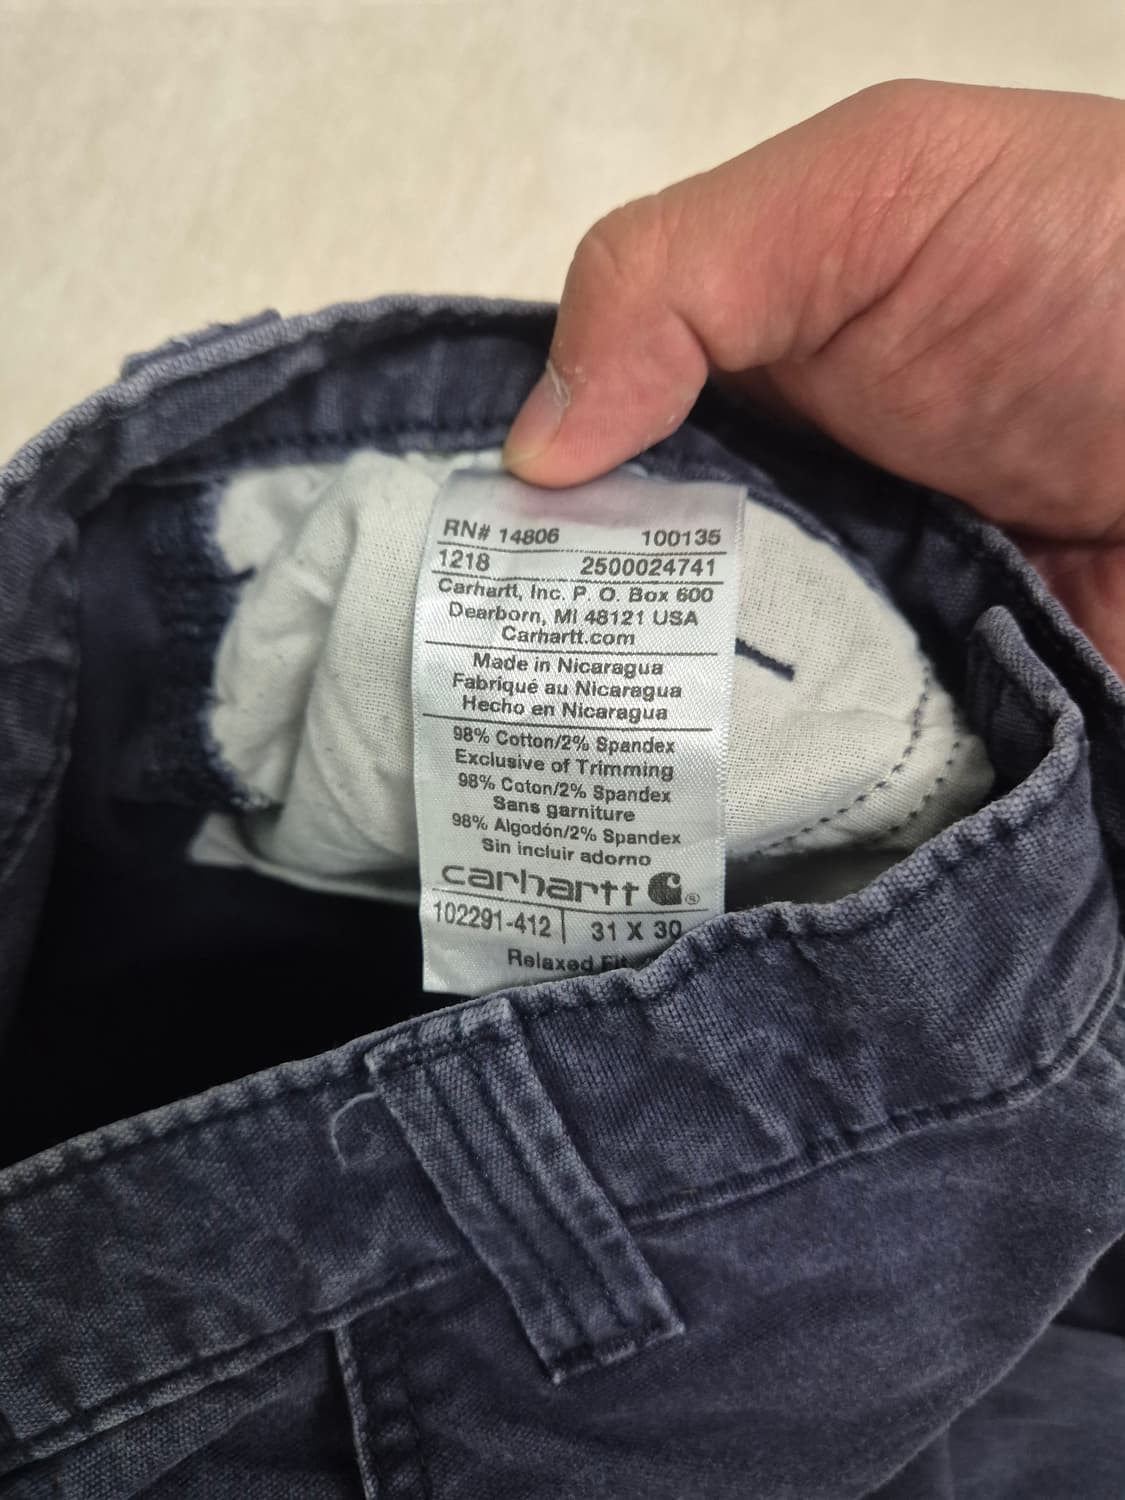 RN# 14806 100135
1218 2500024741
Carhartt, Inc. P. O. Box 600
Dearborn, MI 48121 USA
Carhartt.com
Made in Nicaragua
Fabriqué au Nicaragua
Hecho en Nicaragua
98% Cotton/2% Spandex
Exclusive of Trimming
98% Coton/2% Spandex
Sans garniture
98% Algodón/2% Spandex
Sin incluir adorno
carhartt ®
102291-412 | 31 X 30
Relaxed Fit